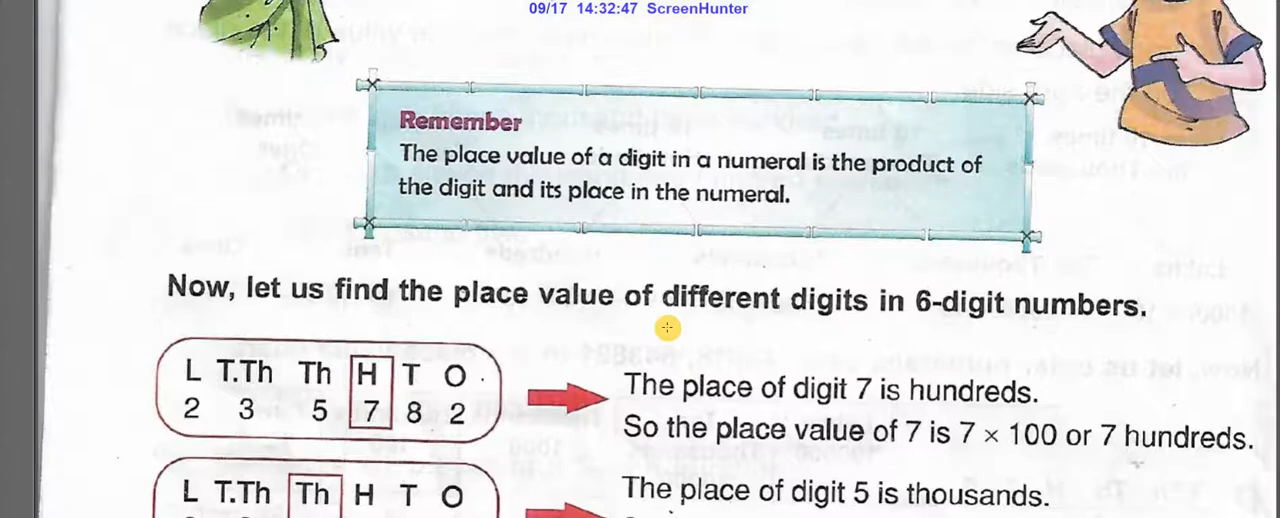 09/17 14:32:47 ScreenHunter
Remember
The place value of a digit in a numeral is the product of
the digit and its place in the numeral.
Now, let us find the place value of different digits in 6-digit numbers.
L T.Th Th H T O
2 3 5 7 8 2
The place of digit 7 is hundreds.
So the place value of 7 is 7 × 100 or 7 hundreds.
L T.Th Th H T O
The place of digit 5 is thousands.